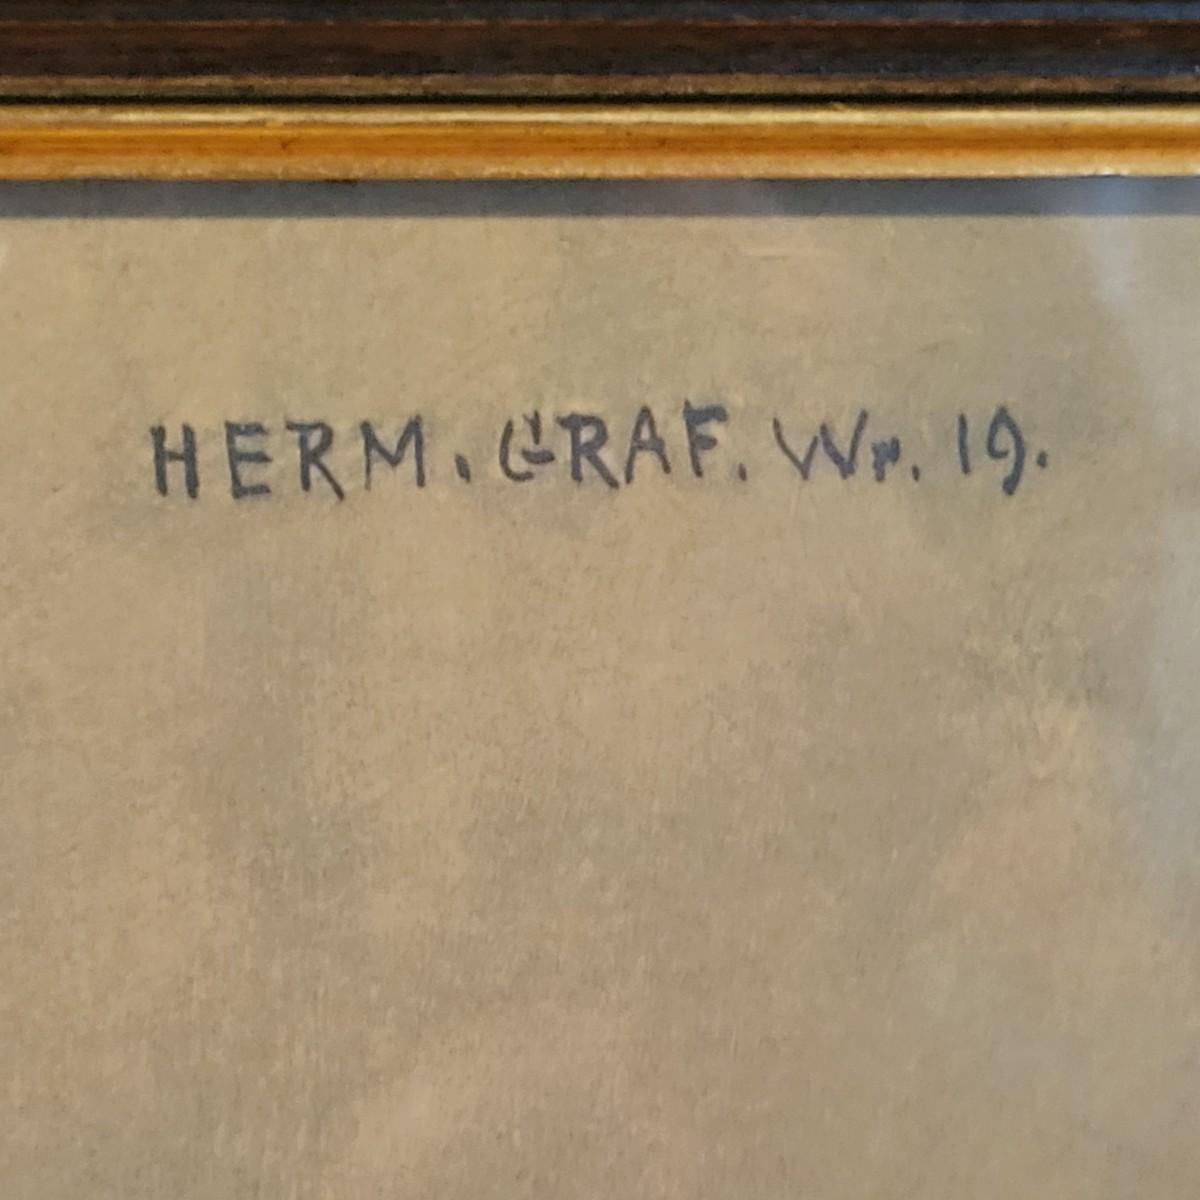 HERM. GRAF. Wr. 19.